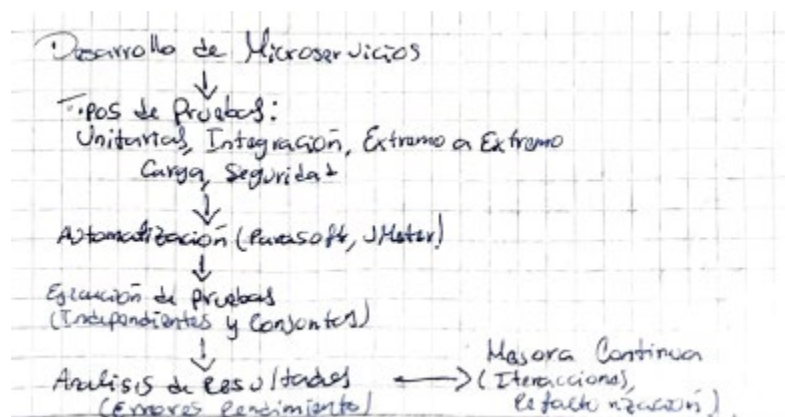 Desarrollo de Microservicios
↓
Tipos de Pruebas:
Unitarias, Integración, Extremo a Extremo
Carga, Seguridad
↓
Automatización (Parasoft, JMeter)
↓
Ejecución de pruebas
(Independientes y Conjuntas)
↓
Analisis de Resultados ⟷ Mejora Continua
(Errores Rendimiento) (Iteracciones,
Refactorización)